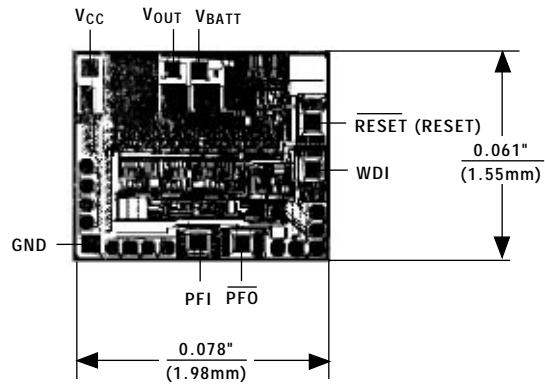 VCC VOUT VBATT
RESET (RESET)
0.061"
(1.55mm)
WDI
GND
PFI PFO
0.078"
(1.98mm)